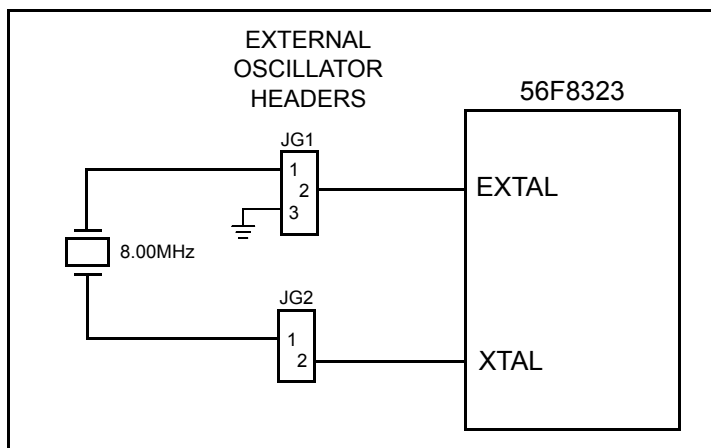 EXTERNAL
OSCILLATOR
HEADERS
56F8323
JG1
1
2
3
EXTAL
8.00MHz
JG2
1
2
XTAL